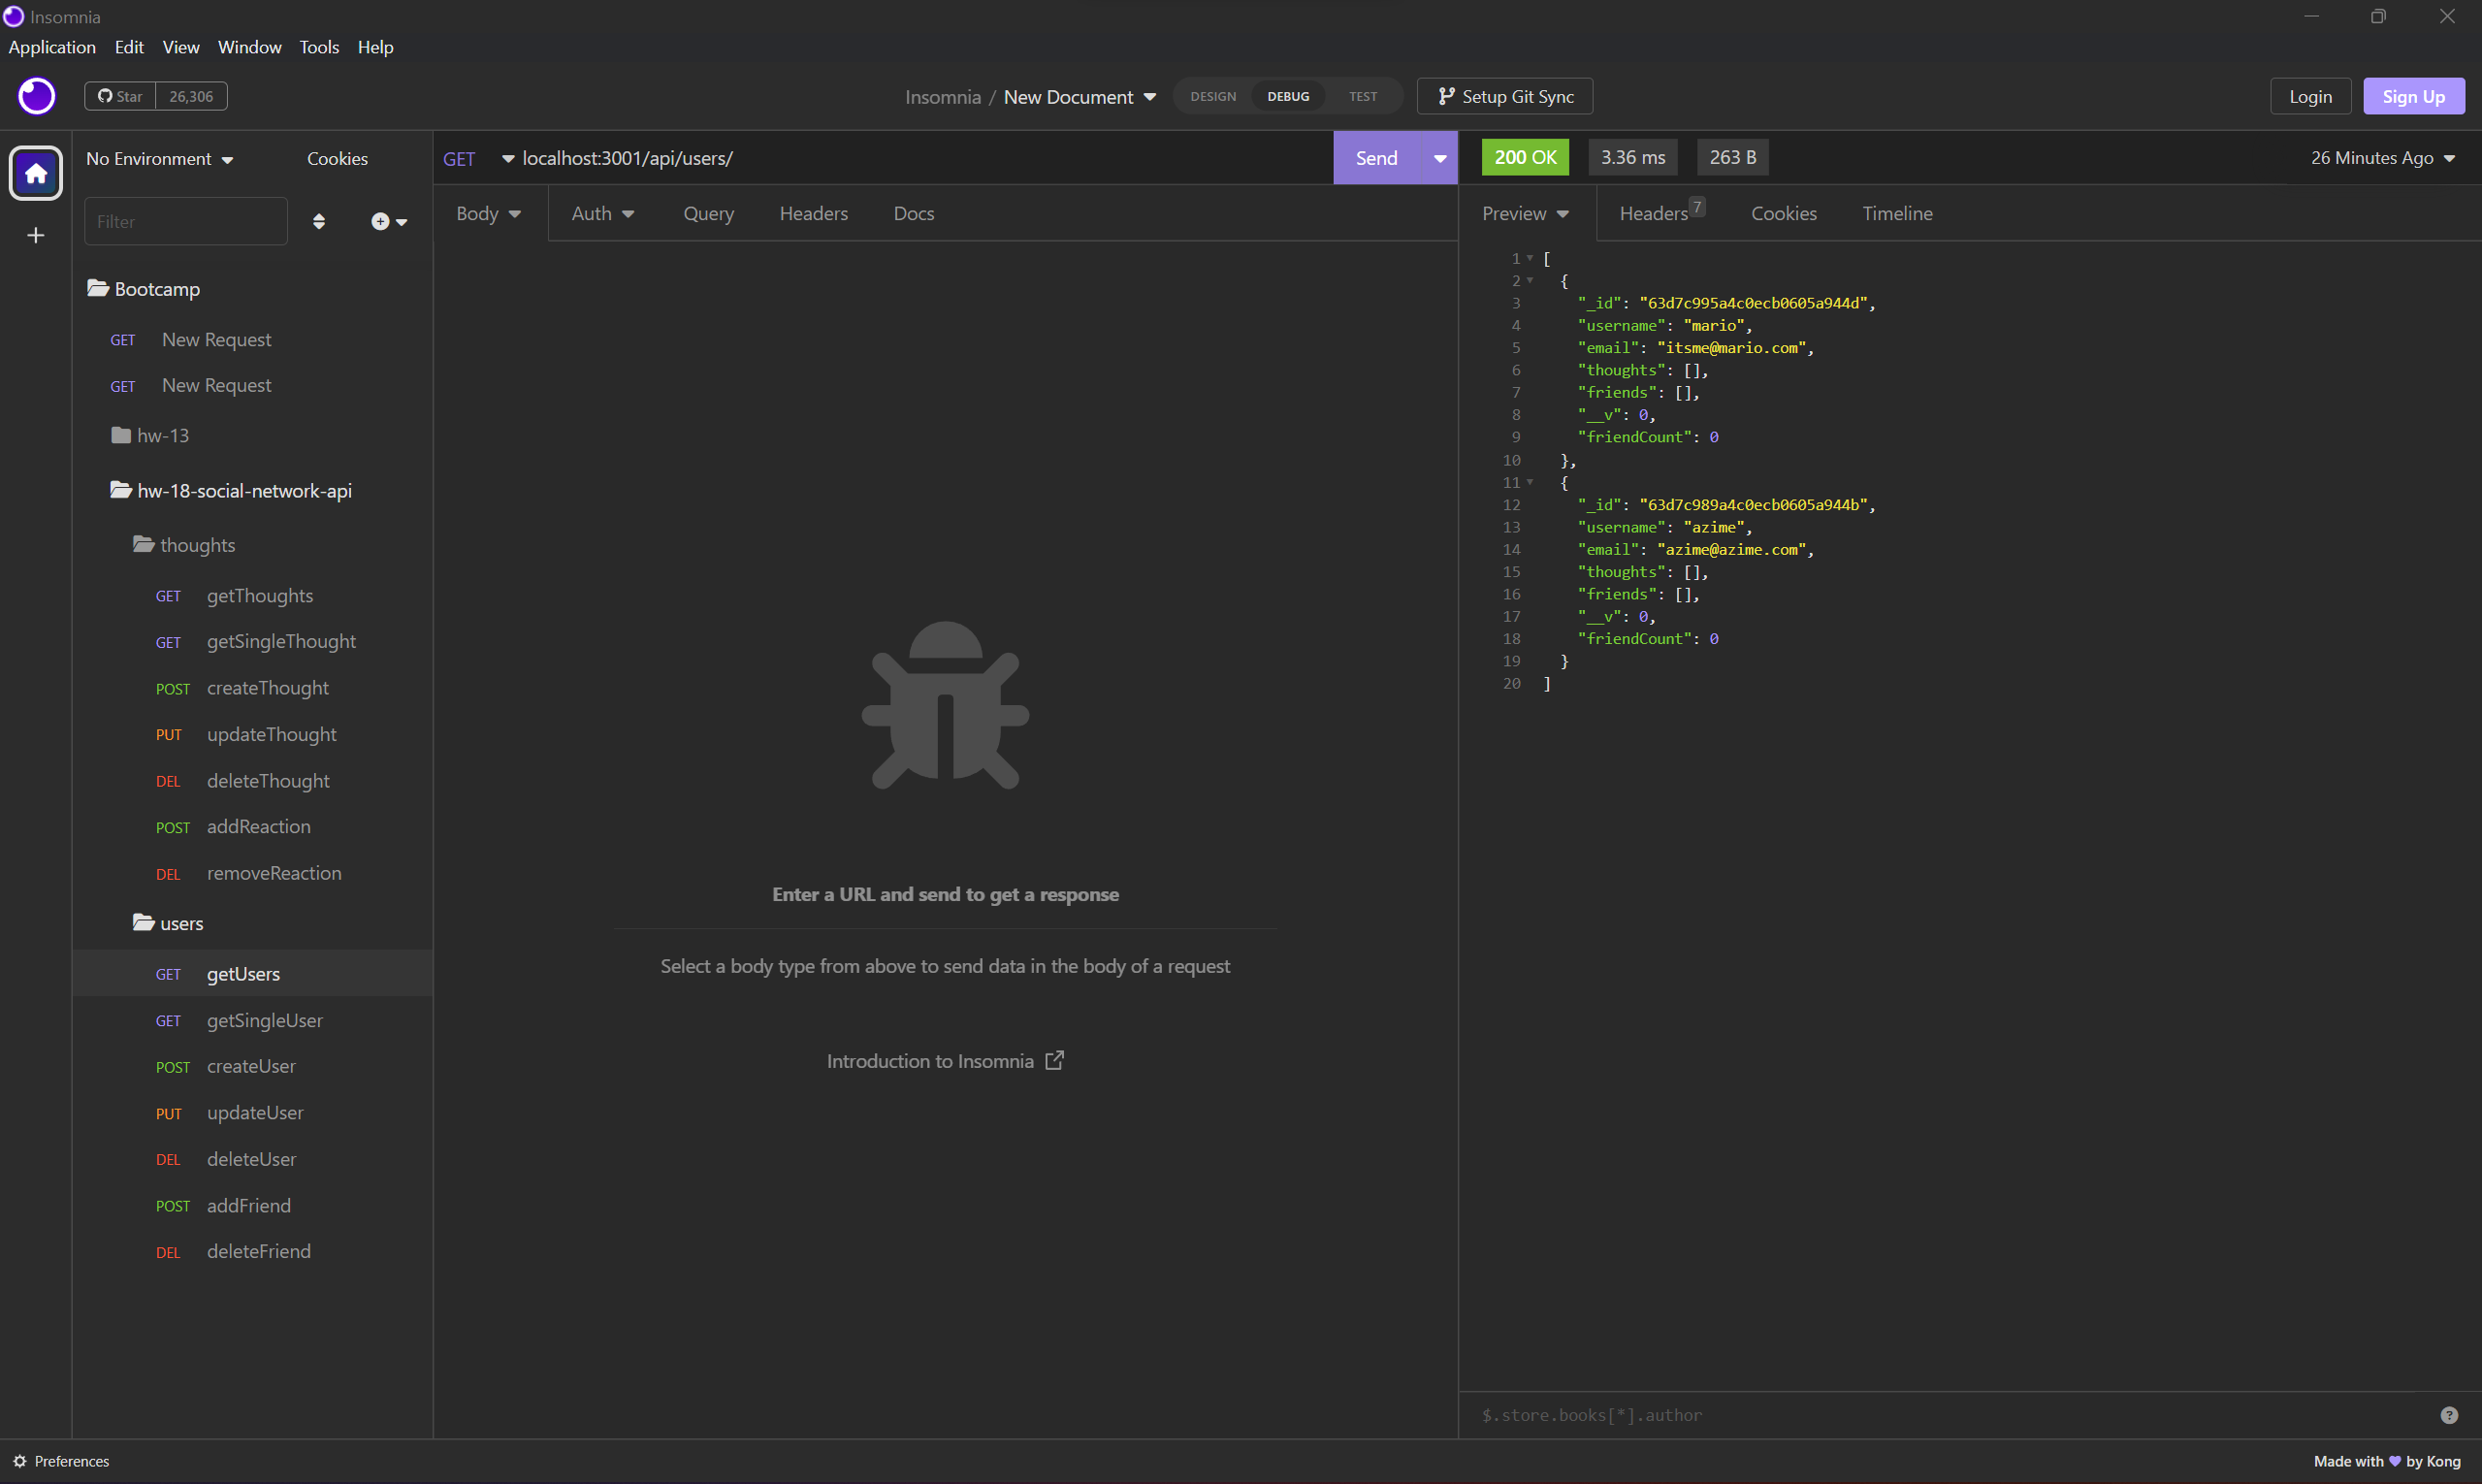 Insomnia
Application Edit View Window Tools Help
Star 26,306
Insomnia / New Document
DESIGN DEBUG TEST
Setup Git Sync
Login
Sign Up
No Environment
Cookies
Filter
Bootcamp
GET New Request
GET New Request
hw-13
hw-18-social-network-api
thoughts
GET getThoughts
GET getSingleThought
POST createThought
PUT updateThought
DEL deleteThought
POST addReaction
DEL removeReaction
users
GET getUsers
GET getSingleUser
POST createUser
PUT updateUser
DEL deleteUser
POST addFriend
DEL deleteFriend
GET localhost:3001/api/users/
Send
Body Auth Query Headers Docs
Enter a URL and send to get a response
Select a body type from above to send data in the body of a request
Introduction to Insomnia
200 OK 3.36 ms 263 B
26 Minutes Ago
Preview Headers 7 Cookies Timeline
1 [
2 {
3 "_id": "63d7c995a4c0ecb0605a944d",
4 "username": "mario",
5 "email": "itsme@mario.com",
6 "thoughts": [],
7 "friends": [],
8 "__v": 0,
9 "friendCount": 0
10 },
11 {
12 "_id": "63d7c989a4c0ecb0605a944b",
13 "username": "azime",
14 "email": "azime@azime.com",
15 "thoughts": [],
16 "friends": [],
17 "__v": 0,
18 "friendCount": 0
19 }
20 ]
$.store.books[*].author
?
Preferences
Made with 💜 by Kong